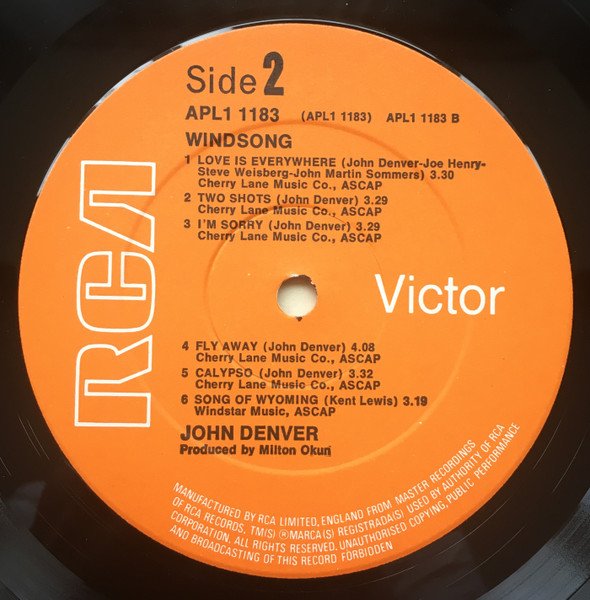 Side 2
APL1 1183 (APL1 1183) APL1 1183 B
WINDSONG
1 LOVE IS EVERYWHERE (John Denver-Joe Henry-
Steve Weisberg-John Martin Sommers) 3.30
Cherry Lane Music Co., ASCAP
2 TWO SHOTS (John Denver) 3.29
Cherry Lane Music Co., ASCAP
3 I'M SORRY (John Denver) 3.29
Cherry Lane Music Co., ASCAP
RCA
Victor
4 FLY AWAY (John Denver) 4.08
Cherry Lane Music Co., ASCAP
5 CALYPSO (John Denver) 3.32
Cherry Lane Music Co., ASCAP
6 SONG OF WYOMING (Kent Lewis) 3.19
Windstar Music, ASCAP
JOHN DENVER
Produced by Milton Okun
MANUFACTURED BY RCA LIMITED, ENGLAND FROM MASTER RECORDINGS
OF RCA RECORDS. TM(S) ® MARCA(S) REGISTRADA(S) USED BY AUTHORITY OF RCA
CORPORATION. ALL RIGHTS RESERVED. UNAUTHORISED COPYING, PUBLIC PERFORMANCE
AND BROADCASTING OF THIS RECORD FORBIDDEN